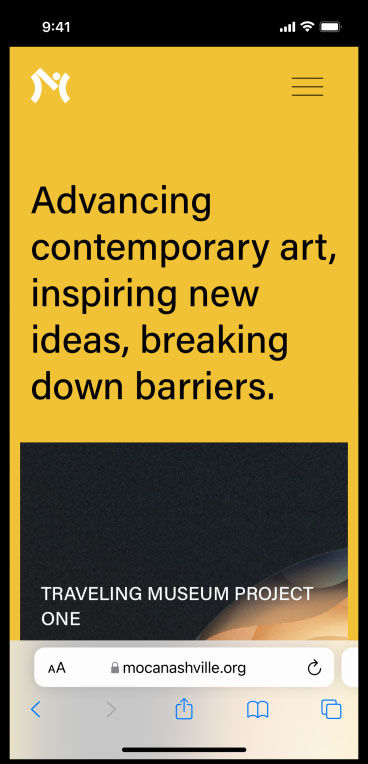 9:41
Advancing
contemporary art,
inspiring new
ideas, breaking
down barriers.
TRAVELING MUSEUM PROJECT
ONE
AA
mocanashville.org